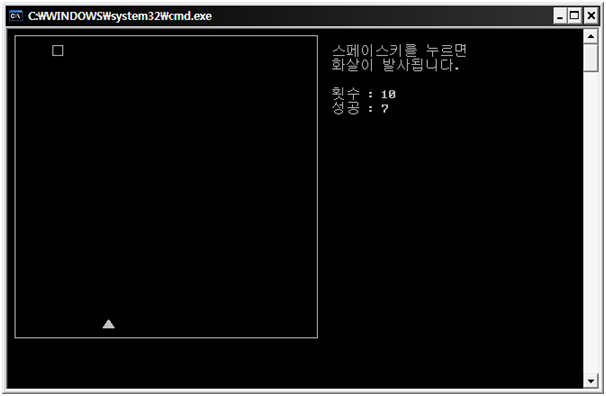 C:\WINDOWS\system32\cmd.exe
스페이스키를 누르면
화살이 발사됩니다.
횟수 : 10
성공 : 7